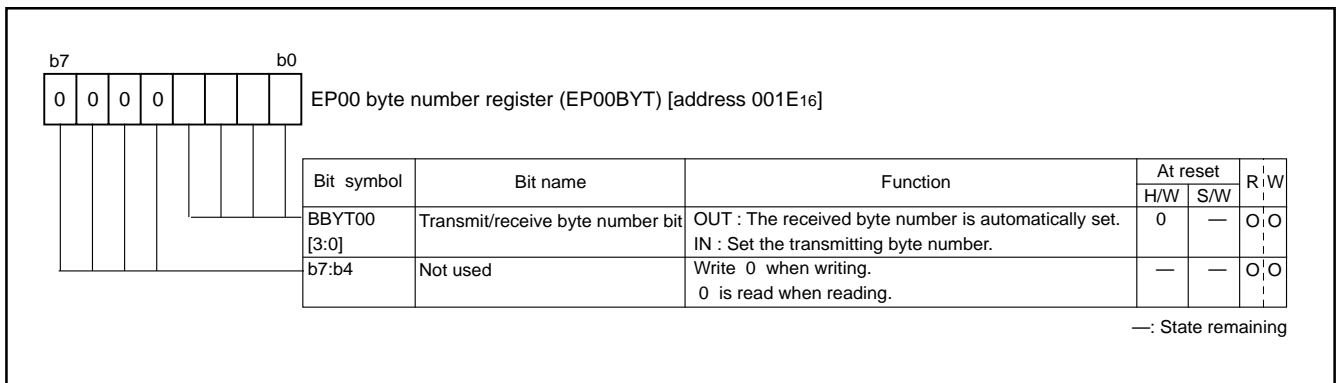 b7 b0
0 0 0 0
EP00 byte number register (EP00BYT) [address 001E16]
Bit symbol Bit name Function At reset R W
H/W S/W
BBYT00 Transmit/receive byte number bit OUT : The received byte number is automatically set. 0 — O O
[3:0] IN : Set the transmitting byte number.
b7:b4 Not used Write 0 when writing. — — O O
0 is read when reading.
—: State remaining